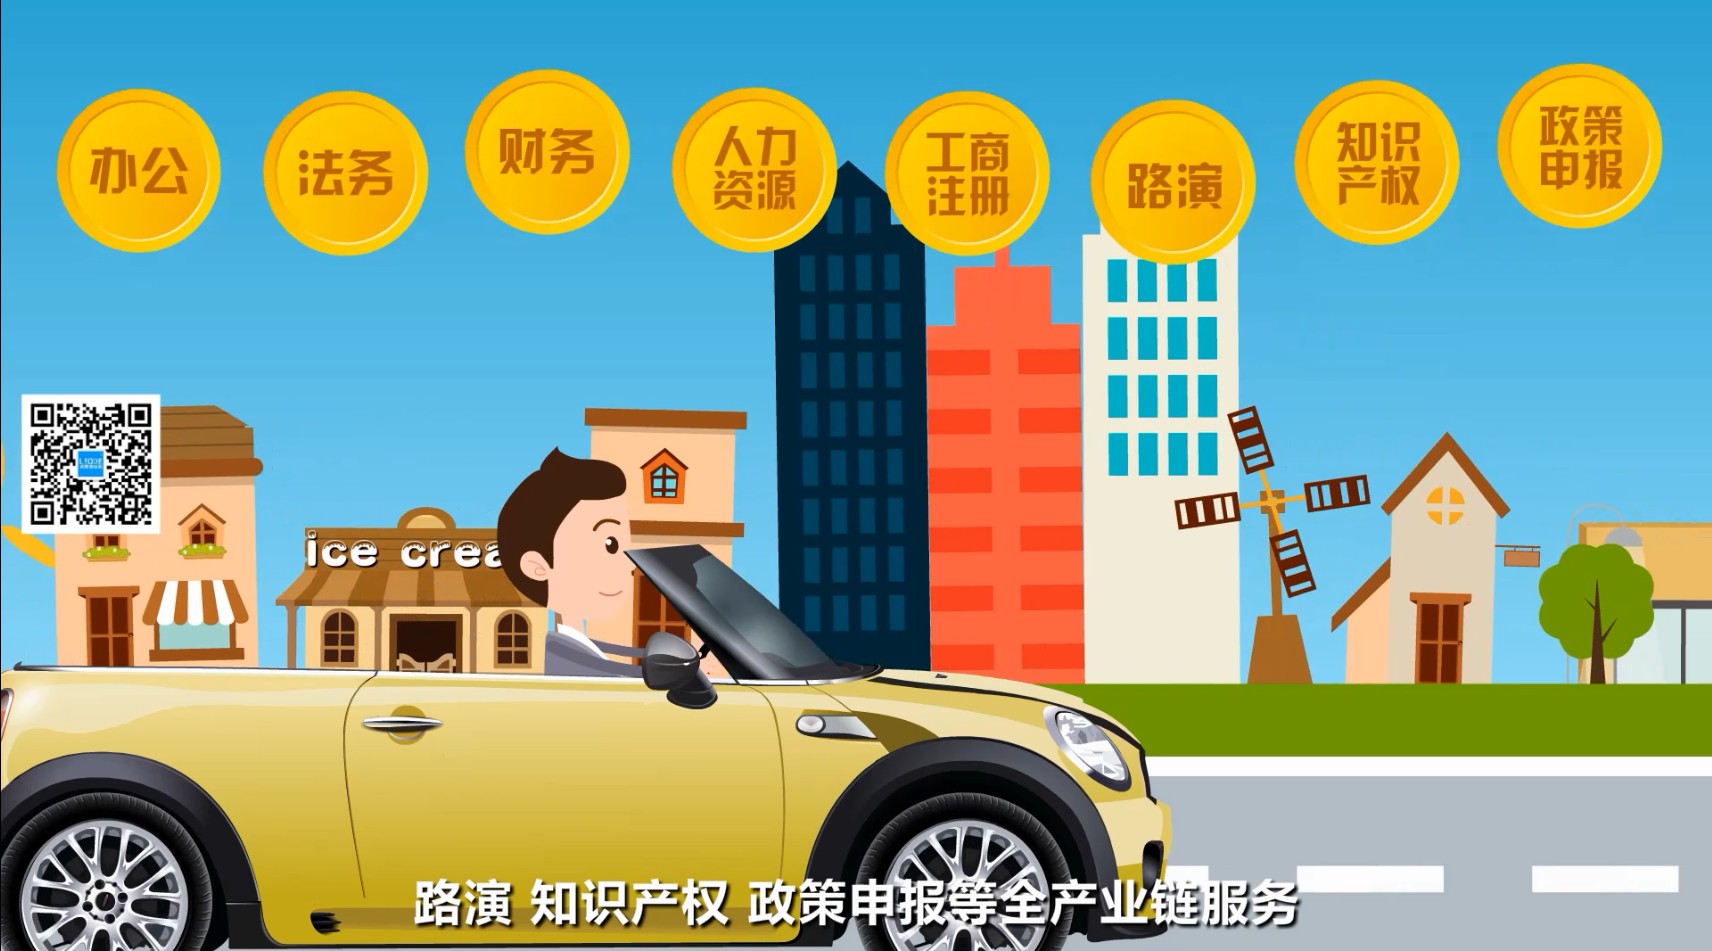 办公
法务
财务
人力
资源
工商
注册
路演
知识
产权
政策
申报
ice crea
路演 知识产权 政策申报等全产业链服务